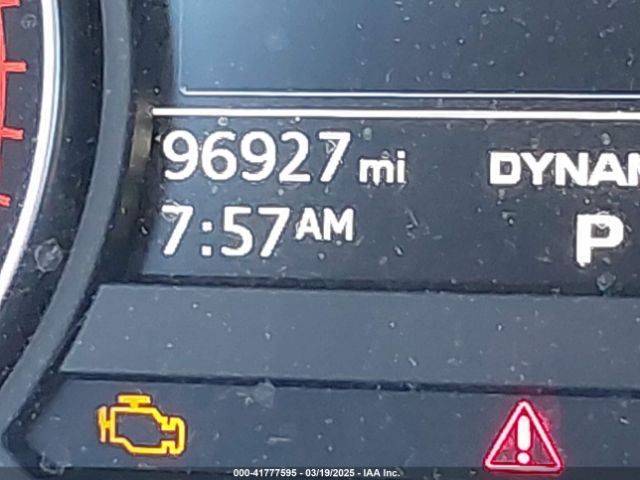 96927 mi
DYNAM
7:57 AM
P
000-41777595 - 03/19/2025 - IAA Inc.